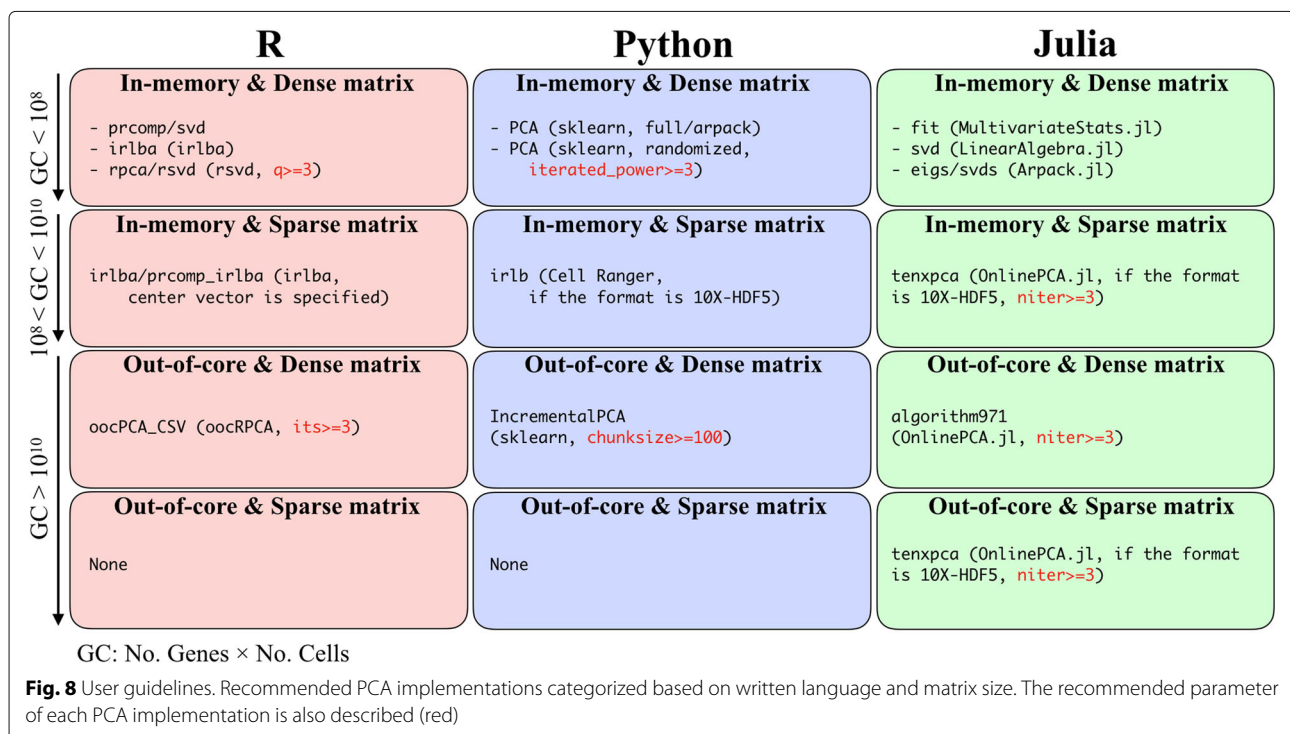 R
Python
Julia
GC < 10⁸
In-memory & Dense matrix
- prcomp/svd
- irlba (irlba)
- rpca/rsvd (rsvd, q>=3)
In-memory & Dense matrix
- PCA (sklearn, full/arpack)
- PCA (sklearn, randomized,
iterated_power>=3)
In-memory & Dense matrix
- fit (MultivariateStats.jl)
- svd (LinearAlgebra.jl)
- eigs/svds (Arpack.jl)
10⁸ < GC < 10¹⁰
In-memory & Sparse matrix
irlba/prcomp_irlba (irlba,
center vector is specified)
In-memory & Sparse matrix
irlb (Cell Ranger,
if the format is 10X-HDF5)
In-memory & Sparse matrix
tenxpca (OnlinePCA.jl, if the format
is 10X-HDF5, niter>=3)
GC > 10¹⁰
Out-of-core & Dense matrix
oocPCA_CSV (oocRPCA, its>=3)
Out-of-core & Dense matrix
IncrementalPCA
(sklearn, chunksize>=100)
Out-of-core & Dense matrix
algorithm971
(OnlinePCA.jl, niter>=3)
Out-of-core & Sparse matrix
None
Out-of-core & Sparse matrix
None
Out-of-core & Sparse matrix
tenxpca (OnlinePCA.jl, if the format
is 10X-HDF5, niter>=3)
GC: No. Genes × No. Cells
Fig. 8 User guidelines. Recommended PCA implementations categorized based on written language and matrix size. The recommended parameter
of each PCA implementation is also described (red)